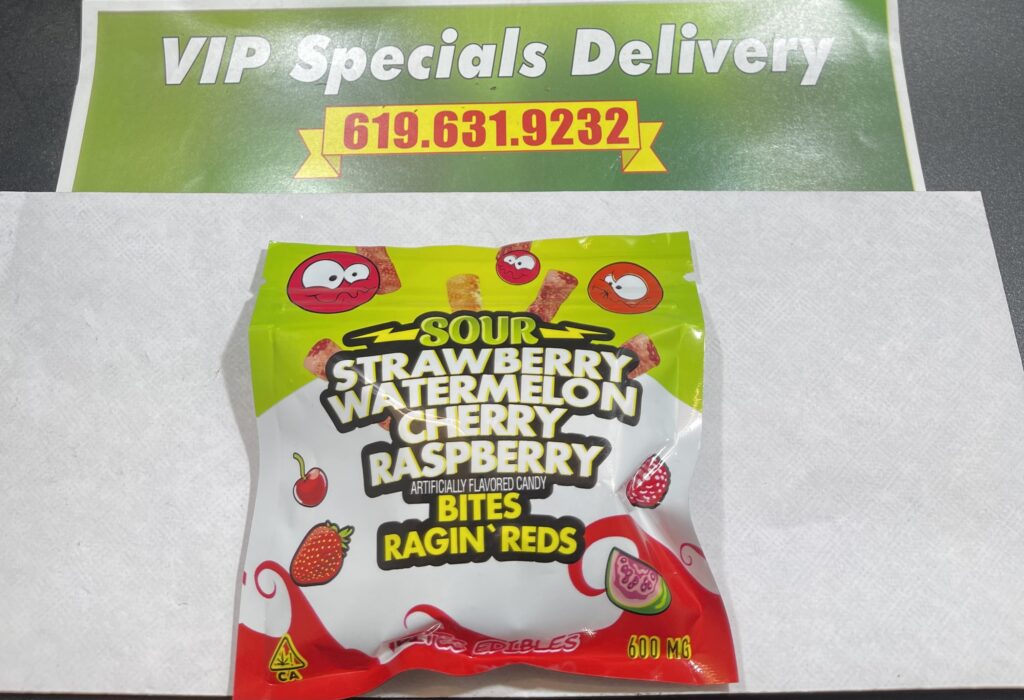 VIP Specials Delivery
619.631.9232
SOUR
STRAWBERRY
WATERMELON
CHERRY
RASPBERRY
ARTIFICIALLY FLAVORED CANDY
BITES
RAGIN`REDS
EDIBLES
600 MG
CA